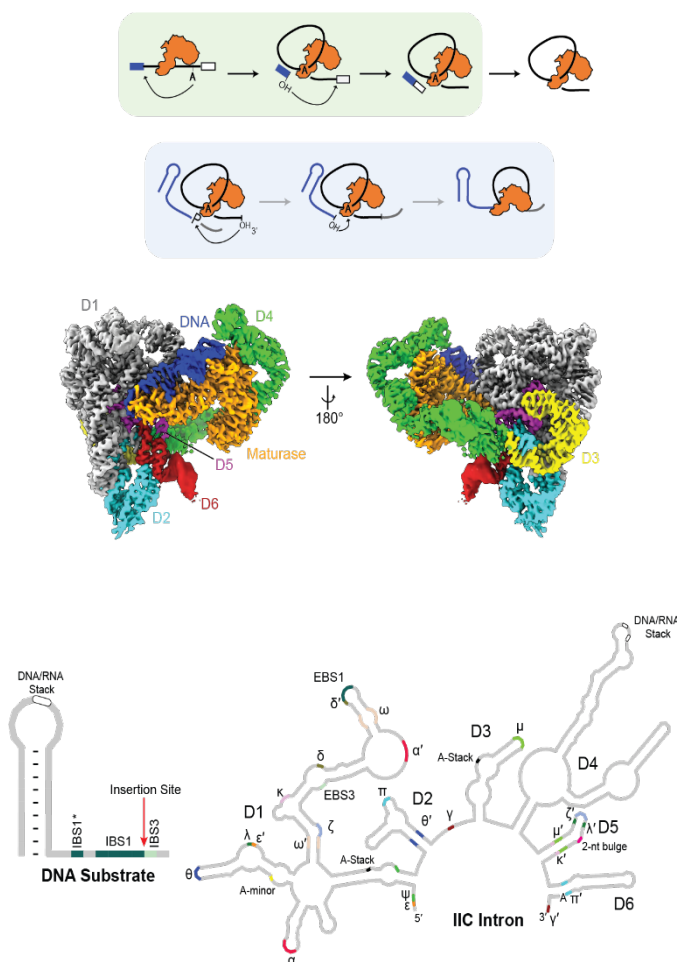 A
OH
A
A
A
P
OH 3'
A
OH
D1
DNA
D4
180°
D5
Maturase
D3
D6
D2
DNA/RNA
Stack
Insertion Site
IBS1*
IBS1
IBS3
DNA Substrate
DNA/RNA
Stack
EBS1
δ'
ω
α'
δ
κ
EBS3
D1
ζ
λ ε'
ω'
θ
A-minor
α
π
D2
θ'
γ
A-Stack
ψ
ε
5'
D3
μ
A-Stack
D4
ζ'
D5
λ'
μ'
2-nt bulge
κ'
A π'
D6
3'
γ'
IIC Intron